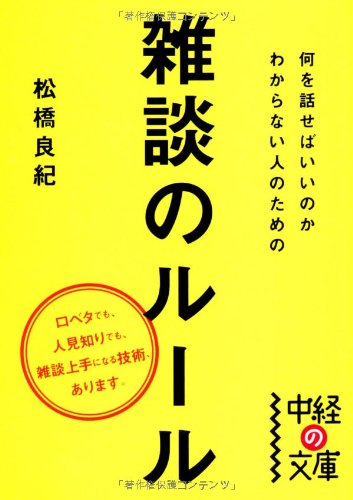 「著作権保護コンテンツ」
何を話せばいいのか
わからない人のための
雑談のルール
松橋良紀
口ベタでも、
人見知りでも、
雑談上手になる技術、
あります。
中経
の
文庫
「著作権保護コンテンツ」